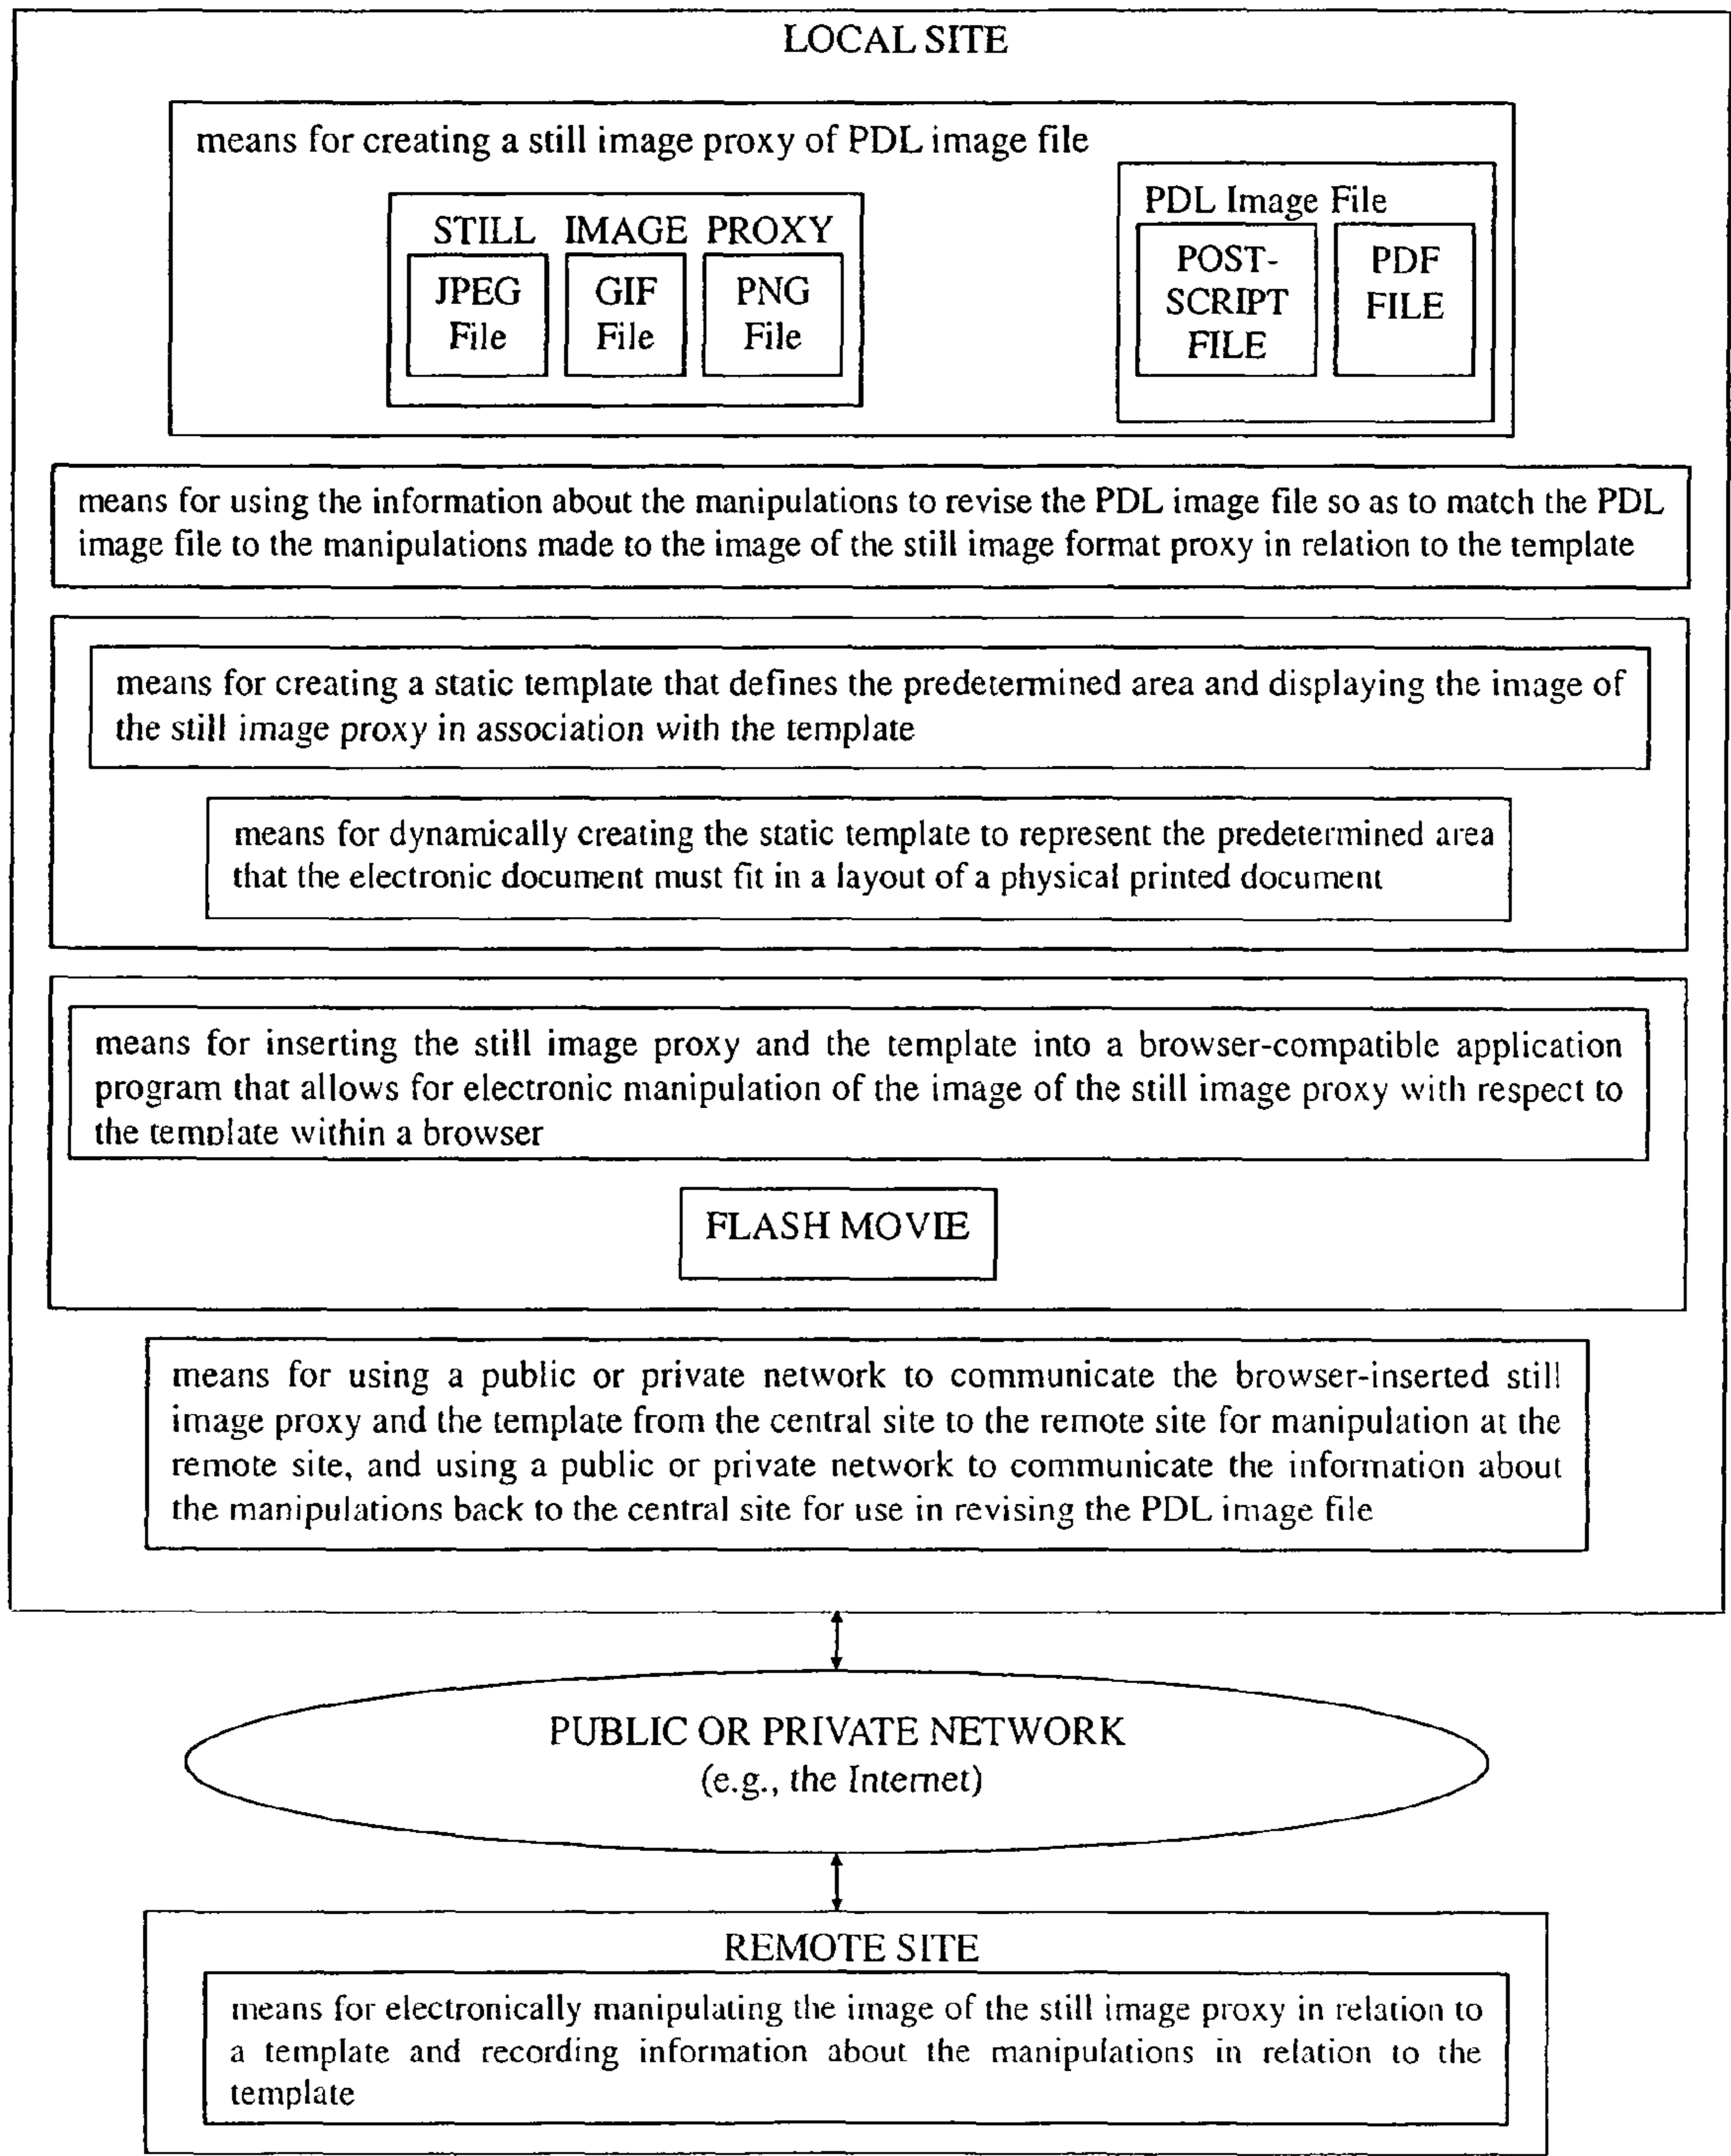 LOCAL SITE
means for creating a still image proxy of PDL image file
PDL Image File
STILL IMAGE PROXY
JPEG File
GIF File
PNG File
POST-
SCRIPT
FILE
PDF
FILE
means for using the information about the manipulations to revise the PDL image file so as to match the PDL
image file to the manipulations made to the image of the still image format proxy in relation to the template
means for creating a static template that defines the predetermined area and displaying the image of
the still image proxy in association with the template
means for dynamically creating the static template to represent the predetermined area
that the electronic document must fit in a layout of a physical printed document
means for inserting the still image proxy and the template into a browser-compatible application
program that allows for electronic manipulation of the image of the still image proxy with respect to
the template within a browser
FLASH MOVIE
means for using a public or private network to communicate the browser-inserted still
image proxy and the template from the central site to the remote site for manipulation at the
remote site, and using a public or private network to communicate the information about
the manipulations back to the central site for use in revising the PDL image file
PUBLIC OR PRIVATE NETWORK
(e.g., the Internet)
REMOTE SITE
means for electronically manipulating the image of the still image proxy in relation to
a template and recording information about the manipulations in relation to the
template